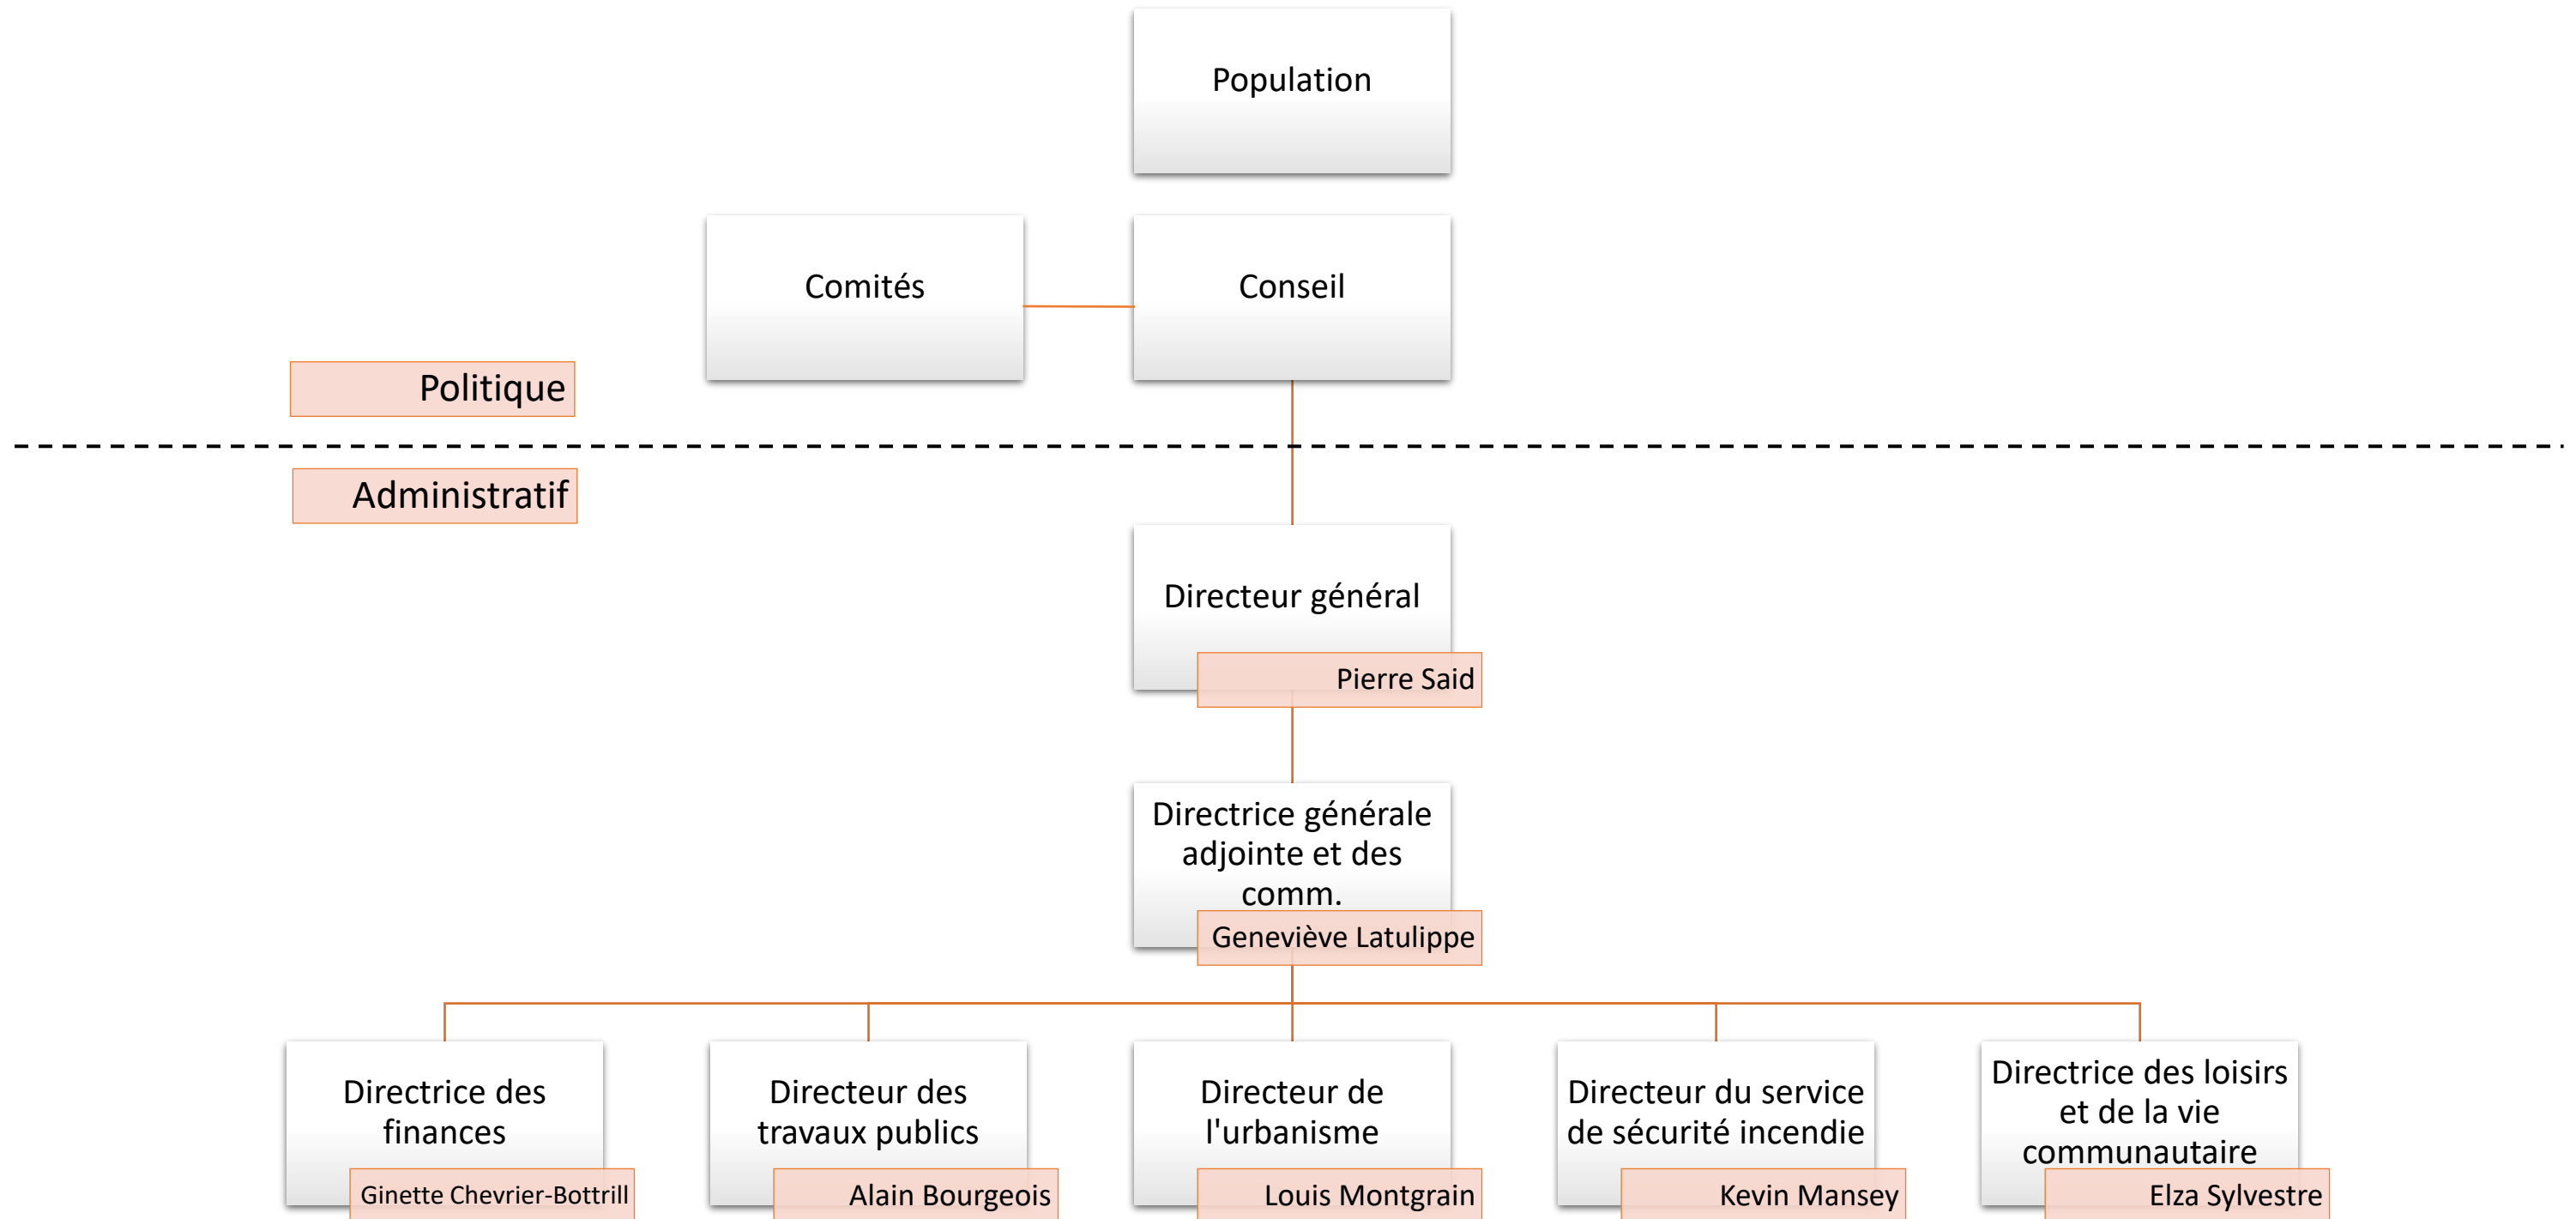 Population
Comités
Conseil
Politique
Administratif
Directeur général
Pierre Said
Directrice générale
adjointe et des
comm.
Geneviève Latulippe
Directrice des
finances
Ginette Chevrier-Bottrill
Directeur des
travaux publics
Alain Bourgeois
Directeur de
l'urbanisme
Louis Montgrain
Directeur du service
de sécurité incendie
Kevin Mansey
Directrice des loisirs
et de la vie
communautaire
Elza Sylvestre